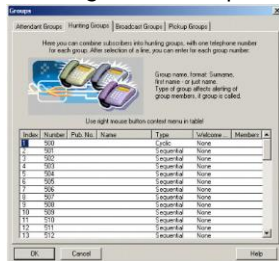 Groups
Attendant Groups Hunting Groups Broadcast Groups Pickup Groups
Here you can combine subscribers into hunting groups, with one telephone number
for each group. After selection of a line, you can enter for each group number:
Group name, format: Surname,
first name - or just name.
Type of group affects alerting of
group members, if group is called.
Use right mouse button context menu in table!
Index Number Pub. No. Name Type Welcome ... Members
1 500 Cyclic None
2 501 Sequential None
3 502 Sequential None
4 503 Sequential None
5 504 Sequential None
6 505 Sequential None
7 506 Sequential None
8 507 Sequential None
9 508 Sequential None
10 509 Sequential None
11 510 Sequential None
12 511 Sequential None
13 512 Sequential None
OK Cancel Help